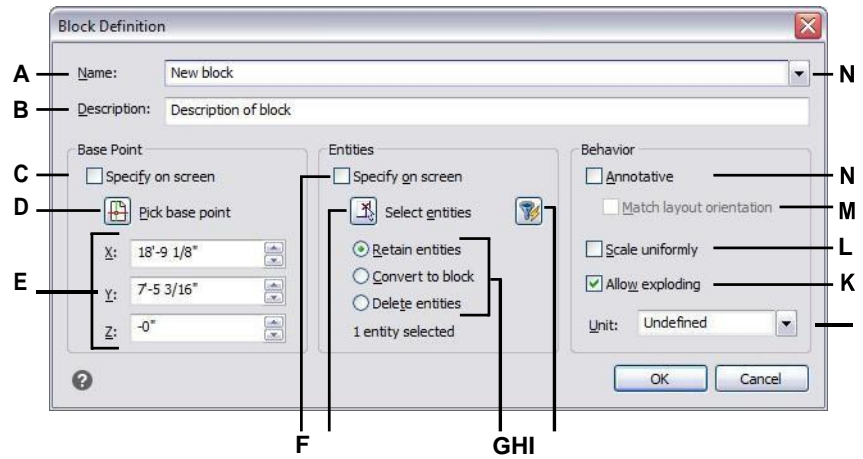 Block Definition
A Name: New block N
B Description: Description of block
Base Point Entities Behavior
C Specify on screen Specify on screen Annotative N
D Pick base point Select entities Match layout orientation M
E X: 18'-9 1/8" Retain entities Scale uniformly L
Y: 7'-5 3/16" Convert to block Allow exploding K
Z: -0" Delete entities
1 entity selected Unit: Undefined
? OK Cancel
F GHI